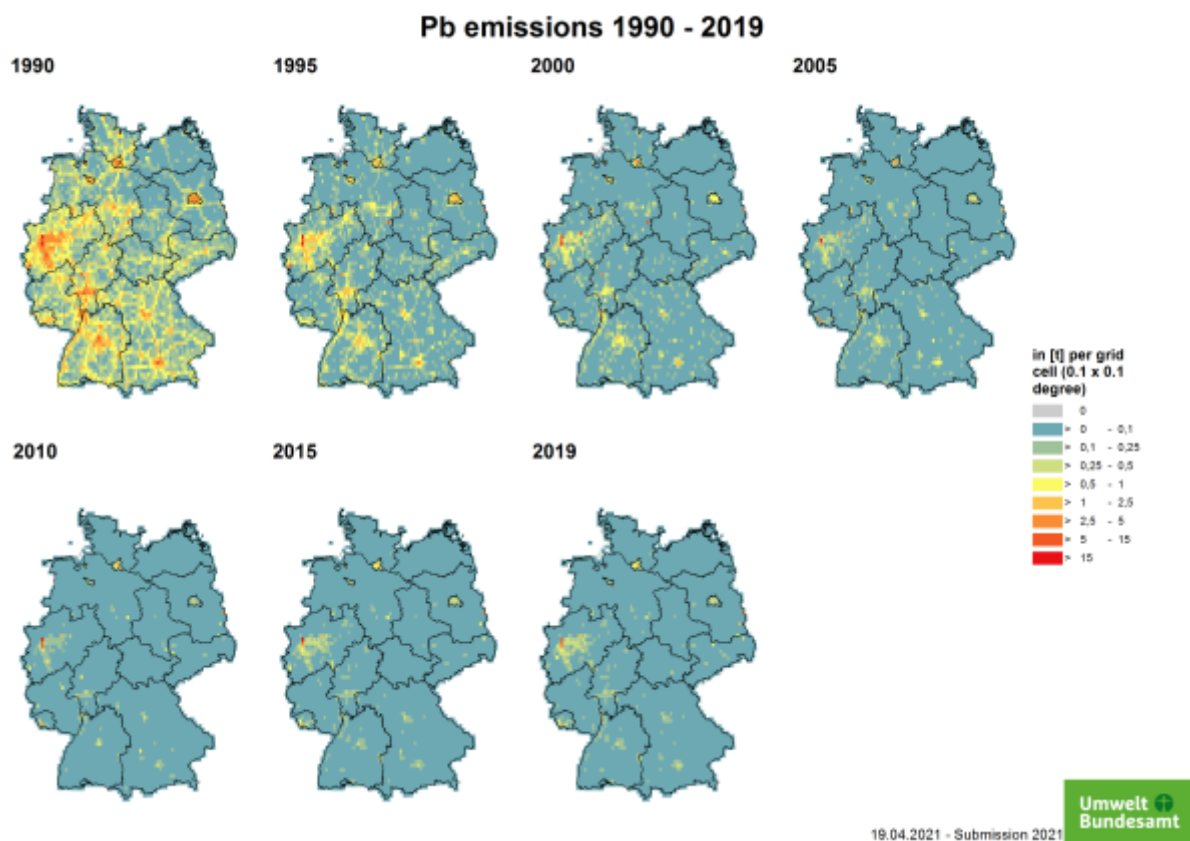 Pb emissions 1990 - 2019
1990
1995
2000
2005
in [t] per grid
cell (0.1 x 0.1
degree)
0
> 0 - 0,1
> 0,1 - 0,25
> 0,25 - 0,5
> 0,5 - 1
> 1 - 2,5
> 2,5 - 5
> 5 - 15
> 15
2010
2015
2019
Umwelt
Bundesamt
19.04.2021 - Submission 2021